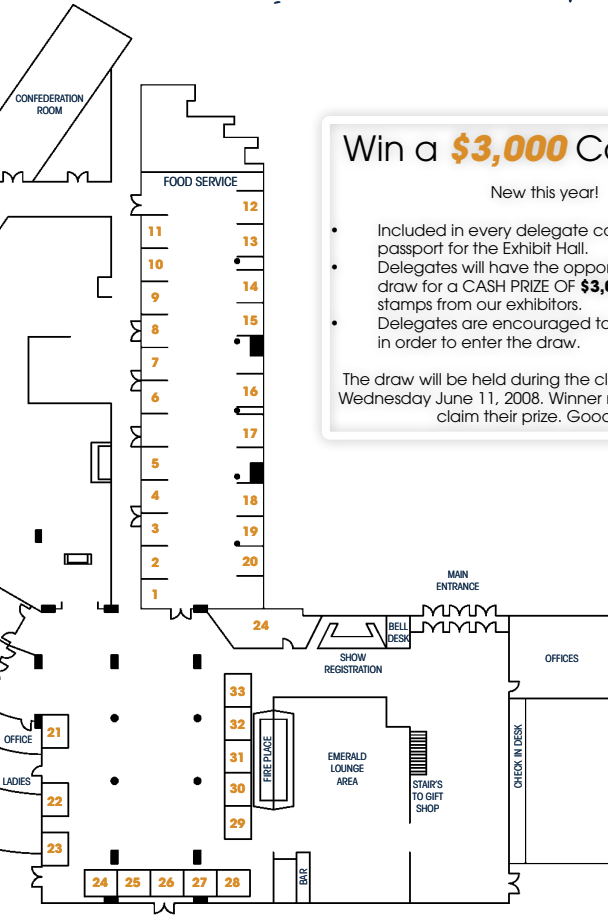 CONFEDERATION
ROOM
FOOD SERVICE
12
11
13
10
14
9
15
8
7
16
6
17
5
4
18
3
19
2
20
1
24
Win a $3,000
New this year!
• Included in every delegate
passport for the Exhibit Hall.
• Delegates will have the
draw for a CASH PRIZE OF
stamps from our exhibitors.
• Delegates are encouraged to
in order to enter the draw.
The draw will be held during the
Wednesday June 11, 2008. Winner
claim their prize.
MAIN
ENTRANCE
BELL
DESK
SHOW
REGISTRATION
OFFICES
33
32
31
30
29
21
OFFICE
LADIES
22
23
FIRE PLACE
EMERALD
LOUNGE
AREA
STAIR'S
TO GIFT
SHOP
CHECK IN DESK
24
25
26
27
28
BAR